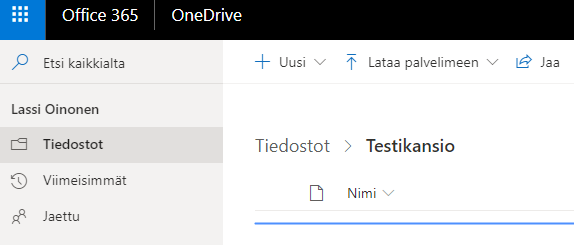 Office 365 OneDrive
Etsi kaikkialta
Uusi Lataa palvelimeen Jaa
Lassi Oinonen
Tiedostot
Viimeisimmät
Jaettu
Tiedostot > Testikansio
Nimi